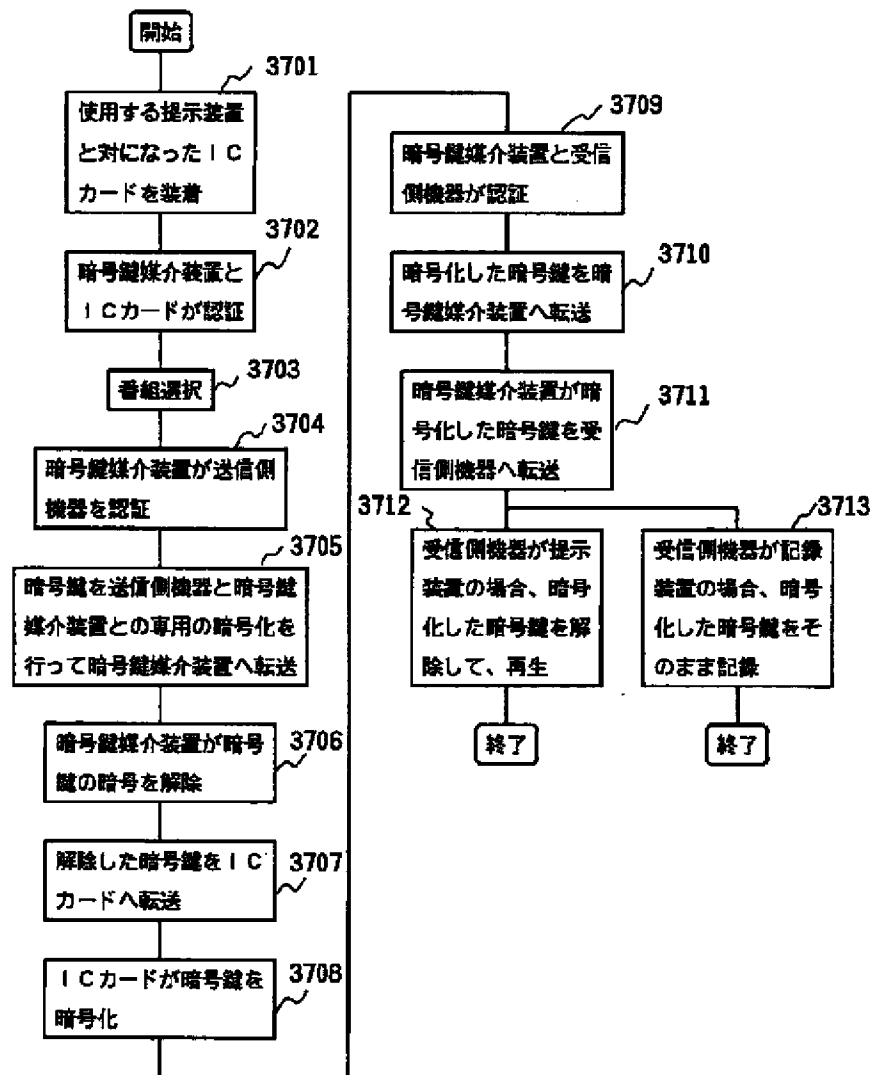 開始
3701
使用する提示装置
と対になったＩＣ
カードを装着
3702
暗号鍵媒介装置と
ＩＣカードが認証
3703
番組選択
3704
暗号鍵媒介装置が送信側
機器を認証
3705
暗号鍵を送信側機器と暗号鍵
媒介装置との専用の暗号化を
行って暗号鍵媒介装置へ転送
3706
暗号鍵媒介装置が暗号
鍵の暗号を解除
3707
解除した暗号鍵をＩＣ
カードへ転送
3708
ＩＣカードが暗号鍵を
暗号化
3709
暗号鍵媒介装置と受信
側機器が認証
3710
暗号化した暗号鍵を暗
号鍵媒介装置へ転送
3711
暗号鍵媒介装置が暗
号化した暗号鍵を受
信側機器へ転送
3712
受信側機器が提示
装置の場合、暗号
化した暗号鍵を解
除して、再生
終了
3713
受信側機器が記録
装置の場合、暗号
化した暗号鍵をそ
のまま記録
終了